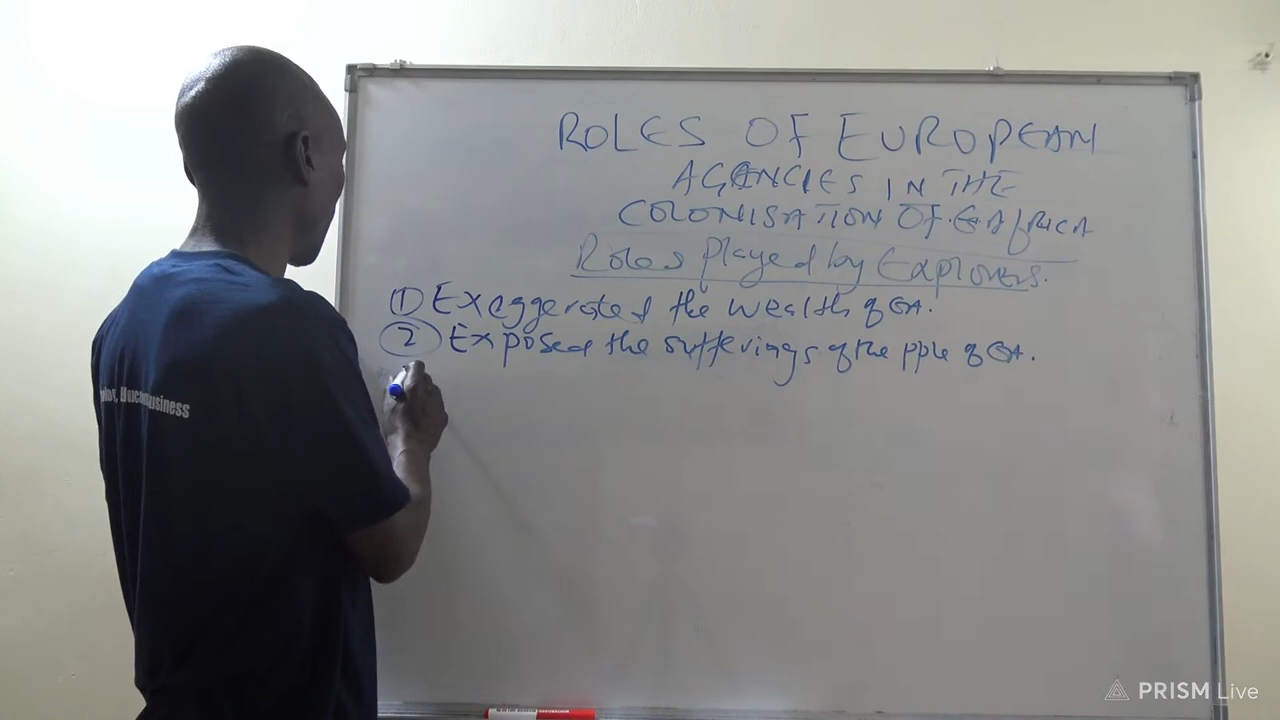 ROLES OF EUROPEAN
AGENCIES IN THE
COLONISATION OF E. AFRICA
Roles played by Explorers.
① Exaggerated the wealth of EA.
② Exposed the sufferings of the pple of EA.
business
PRISM Live